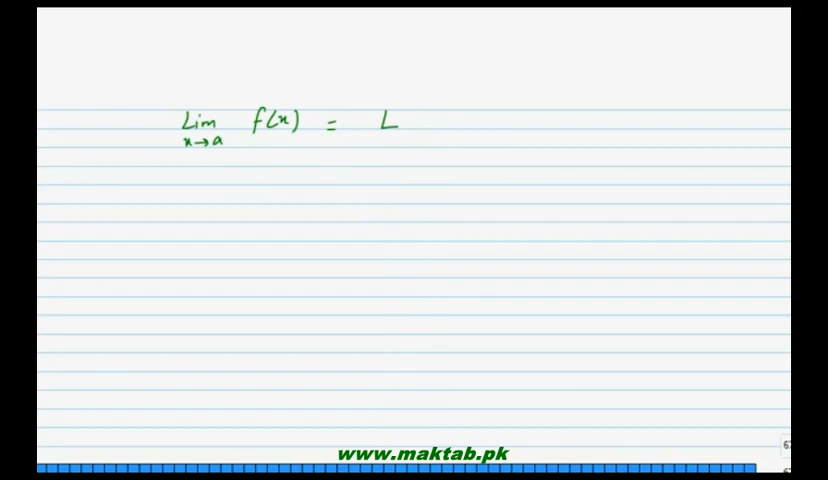 Lim f(x) = L
x→a
www.maktab.pk